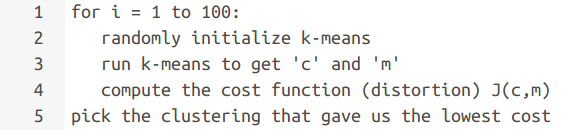 1 for i = 1 to 100:
2 randomly initialize k-means
3 run k-means to get 'c' and 'm'
4 compute the cost function (distortion) J(c,m)
5 pick the clustering that gave us the lowest cost